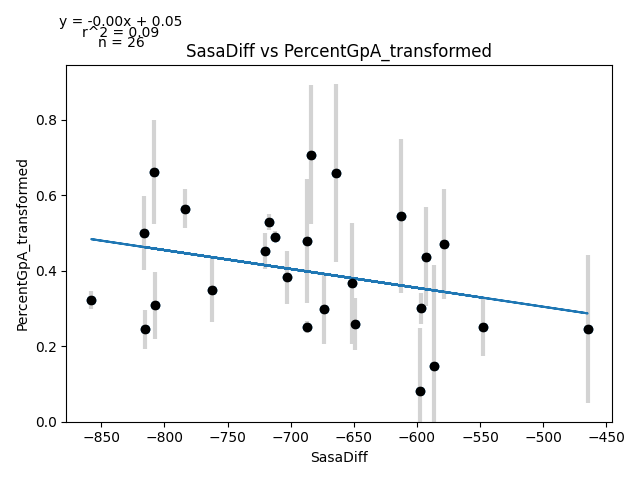 y = -0.00x + 0.05
r^2 = 0.09
n = 26
SasaDiff vs PercentGpA_transformed
PercentGpA_transformed
0.8
0.6
0.4
0.2
0.0
−850 −800 −750 −700 −650 −600 −550 −500 −450
SasaDiff